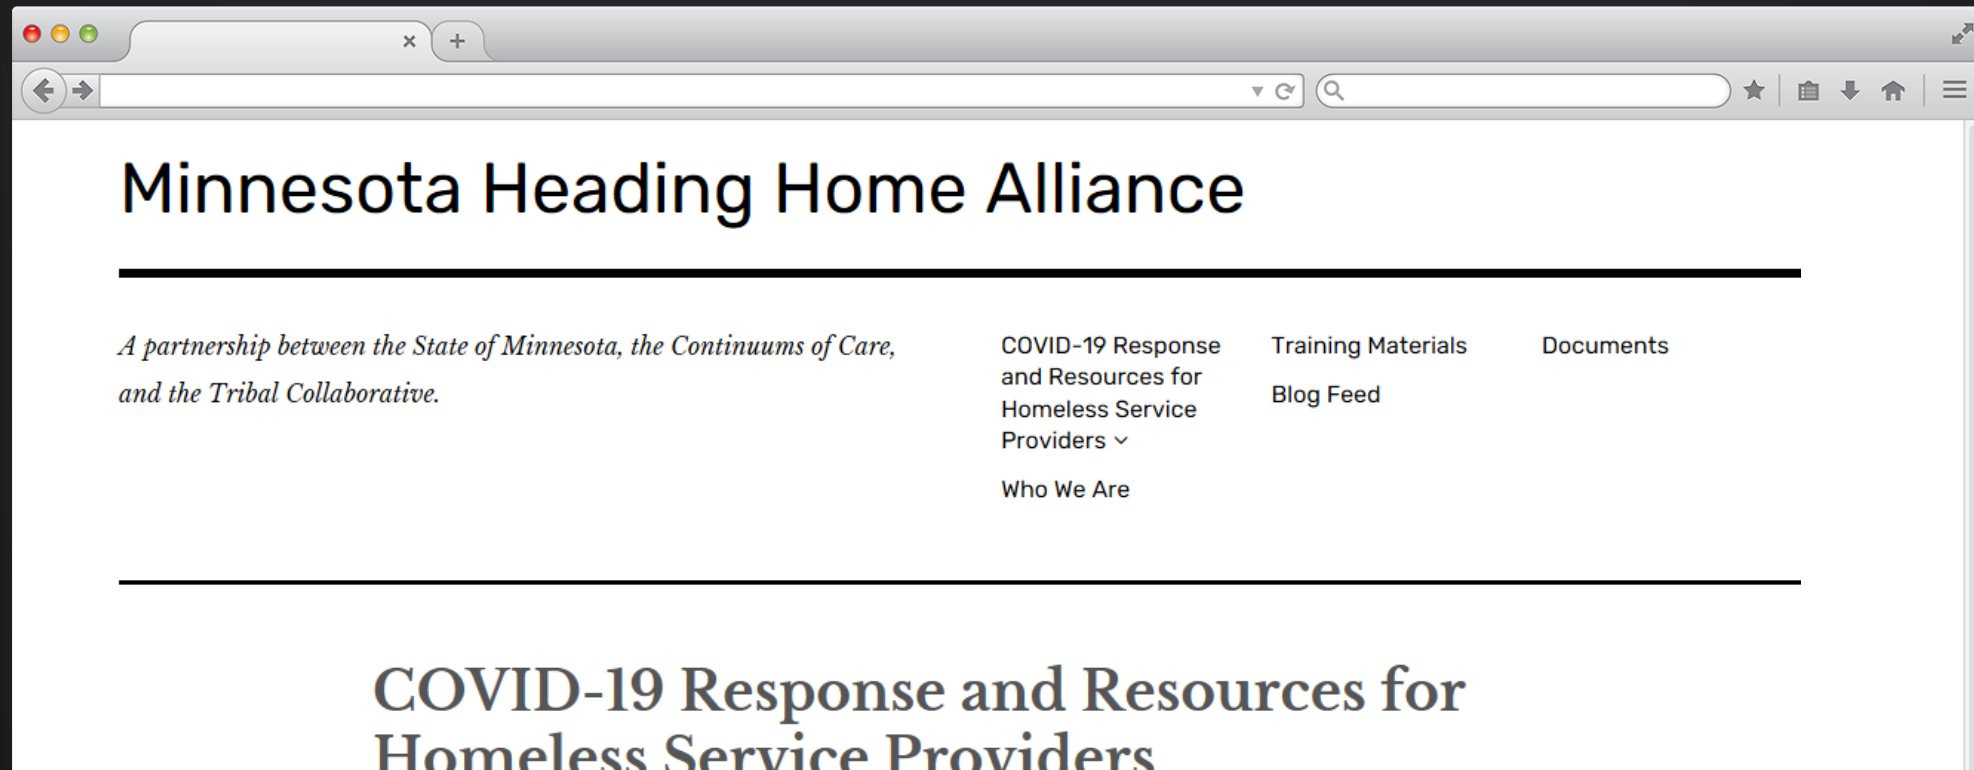 Minnesota Heading Home Alliance
A partnership between the State of Minnesota, the Continuums of Care,
and the Tribal Collaborative.
COVID-19 Response
and Resources for
Homeless Service
Providers
Who We Are
Training Materials
Blog Feed
Documents
COVID-19 Response and Resources for
Homeless Service Providers